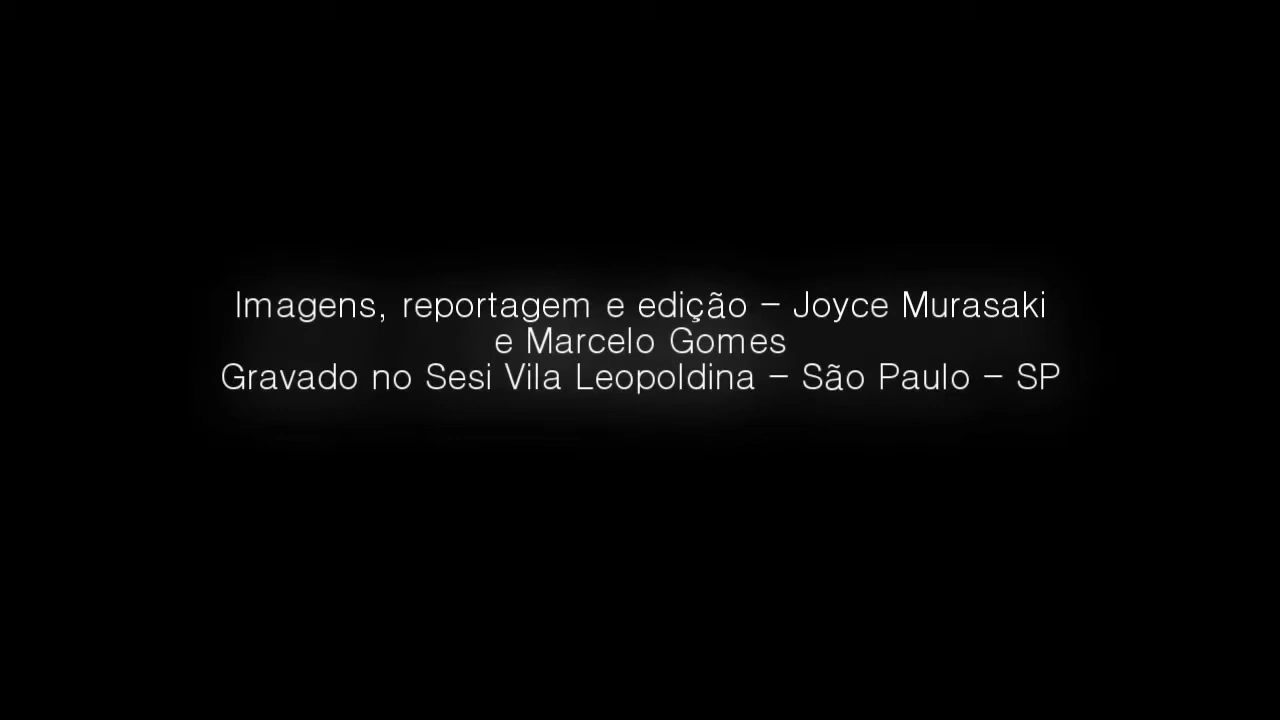 Imagens, reportagem e edição – Joyce Murasaki
e Marcelo Gomes
Gravado no Sesi Vila Leopoldina – São Paulo – SP